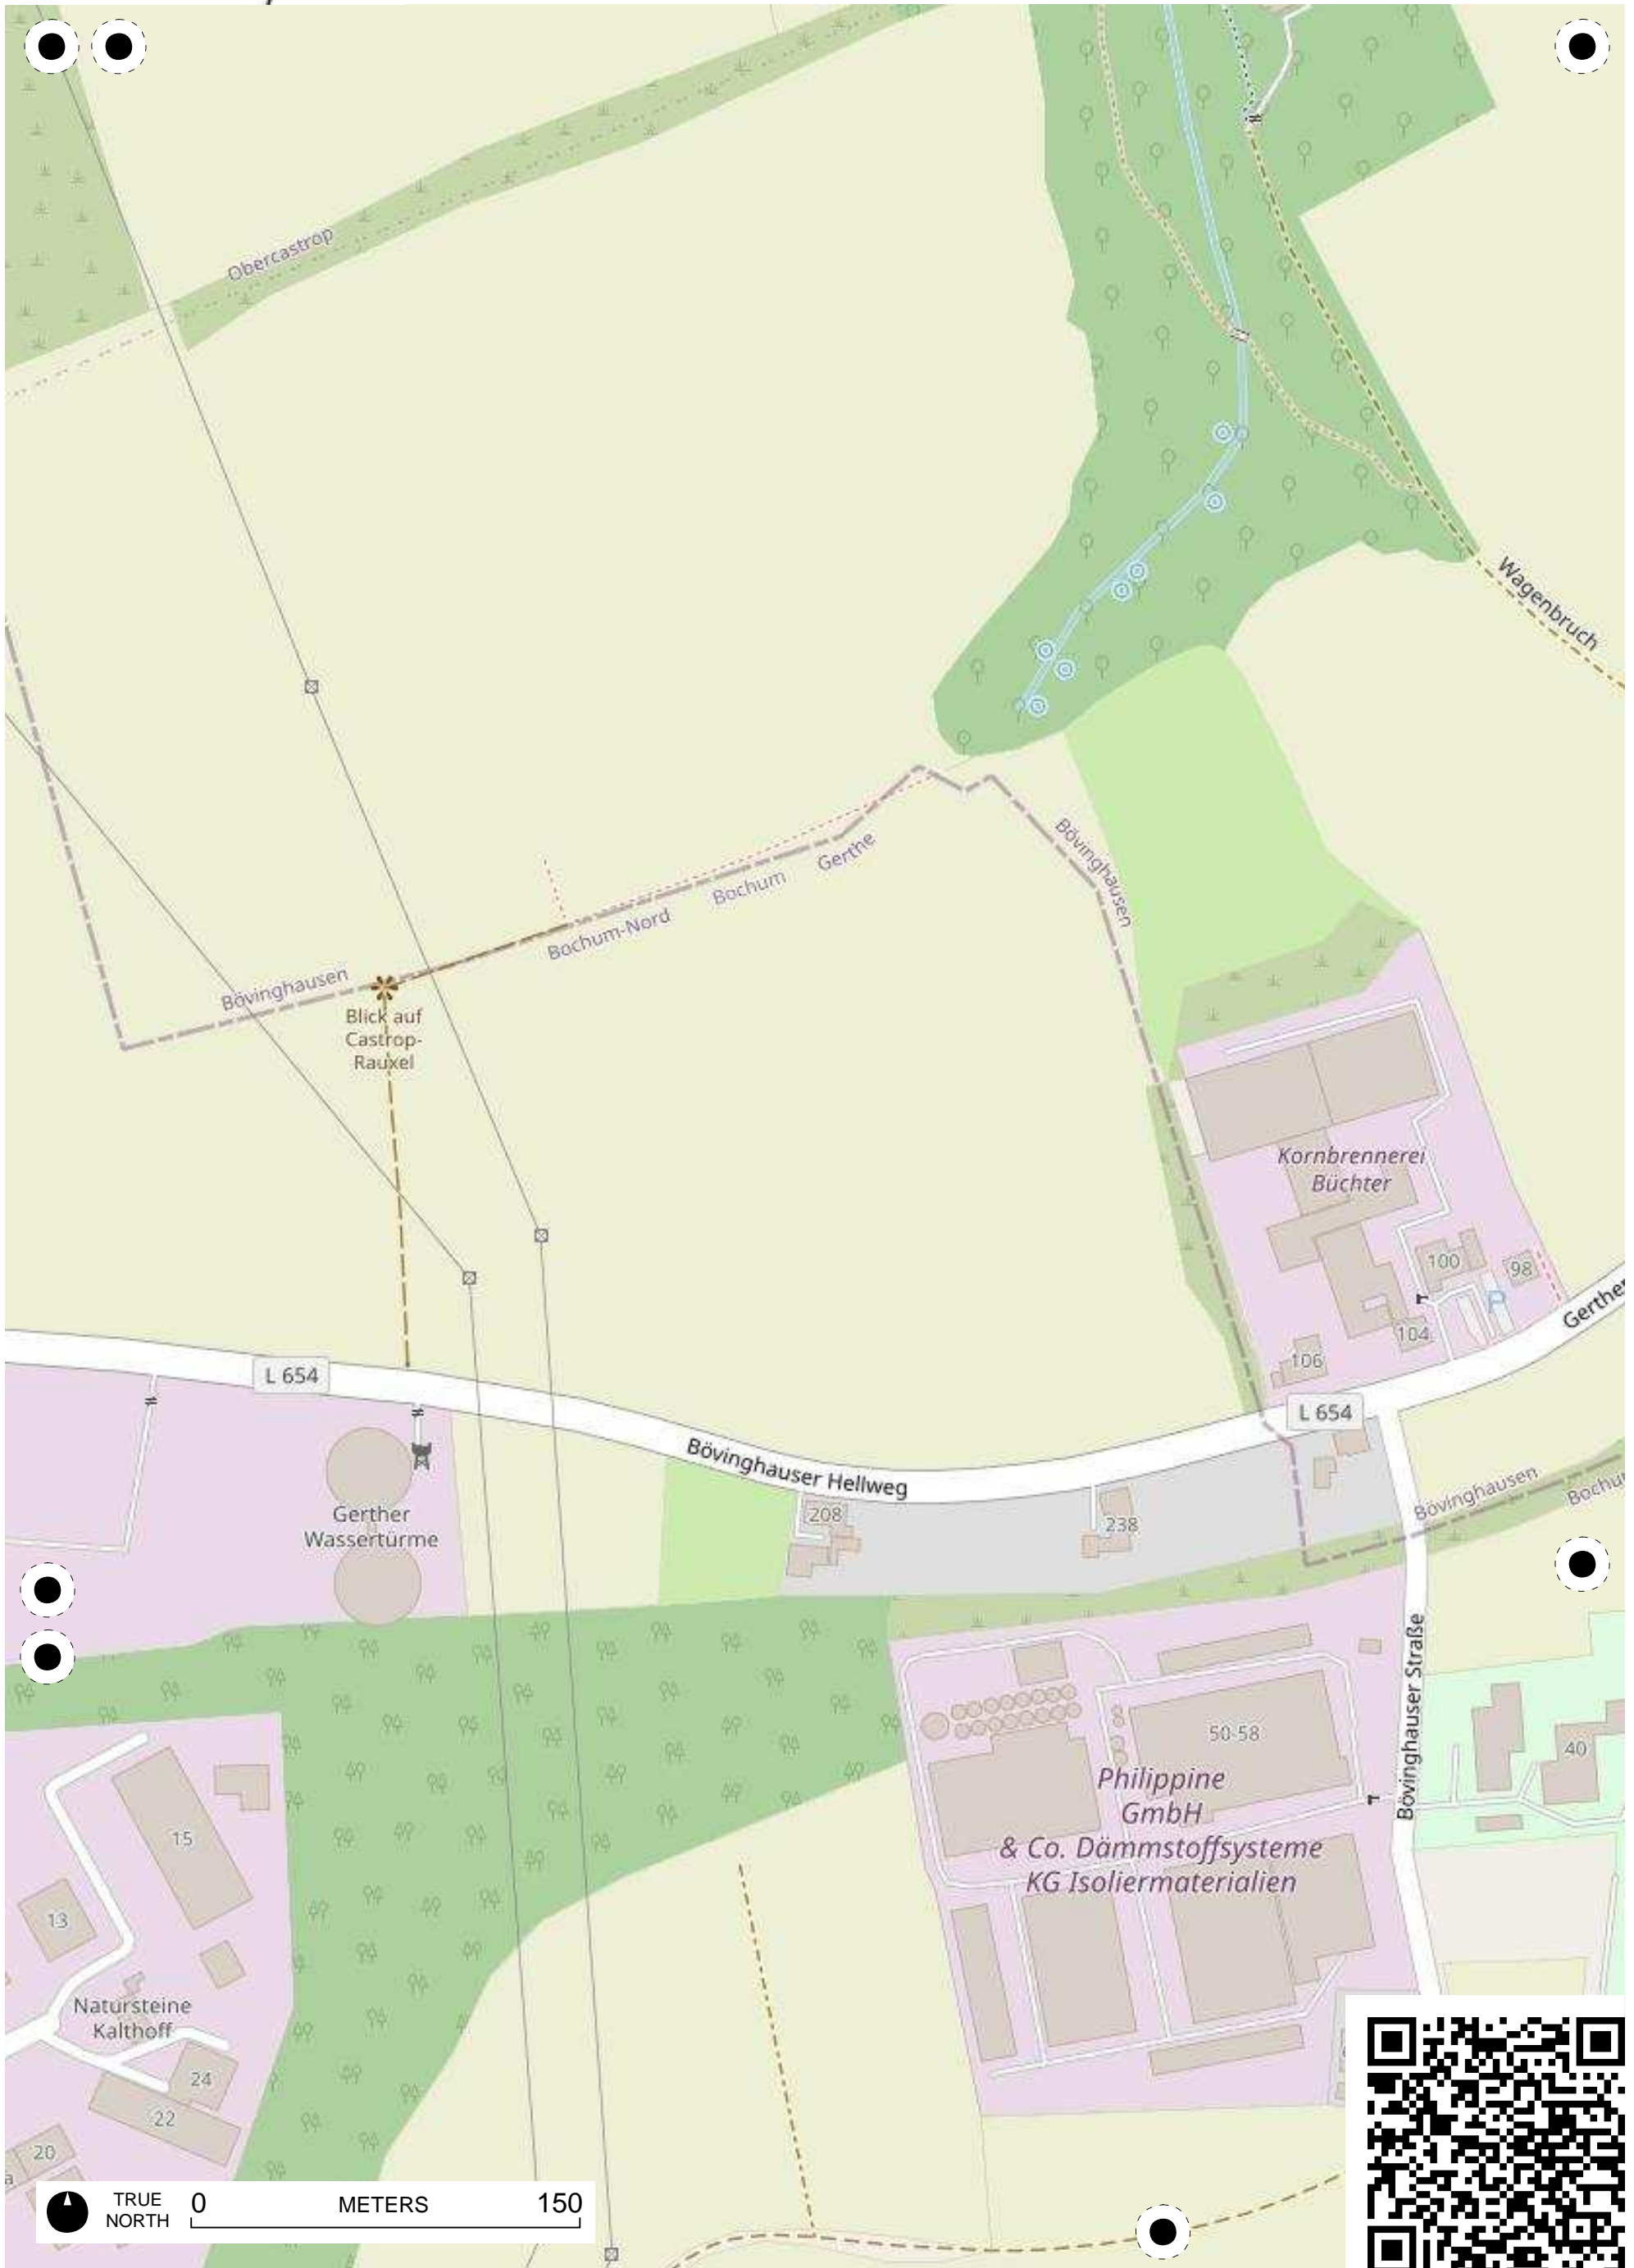 Obercastrop
Wagenbruch
Bövinghausen
Gerthe
Bochum
Bochum-Nord
Bövinghausen
Blick auf
Castrop-
Rauxel
Kornbrennerei
Büchter
100
98
P
104
106
L 654
L 654
Bövinghauser Hellweg
Gerther
Wassertürme
208
238
Bövinghausen
Bövinghauser Straße
50-58
40
Philippine
GmbH
& Co. Dämmstoffsysteme
KG Isoliermaterialien
15
13
Natursteine
Kalthoff
24
22
20
a
TRUE
NORTH
0 METERS 150